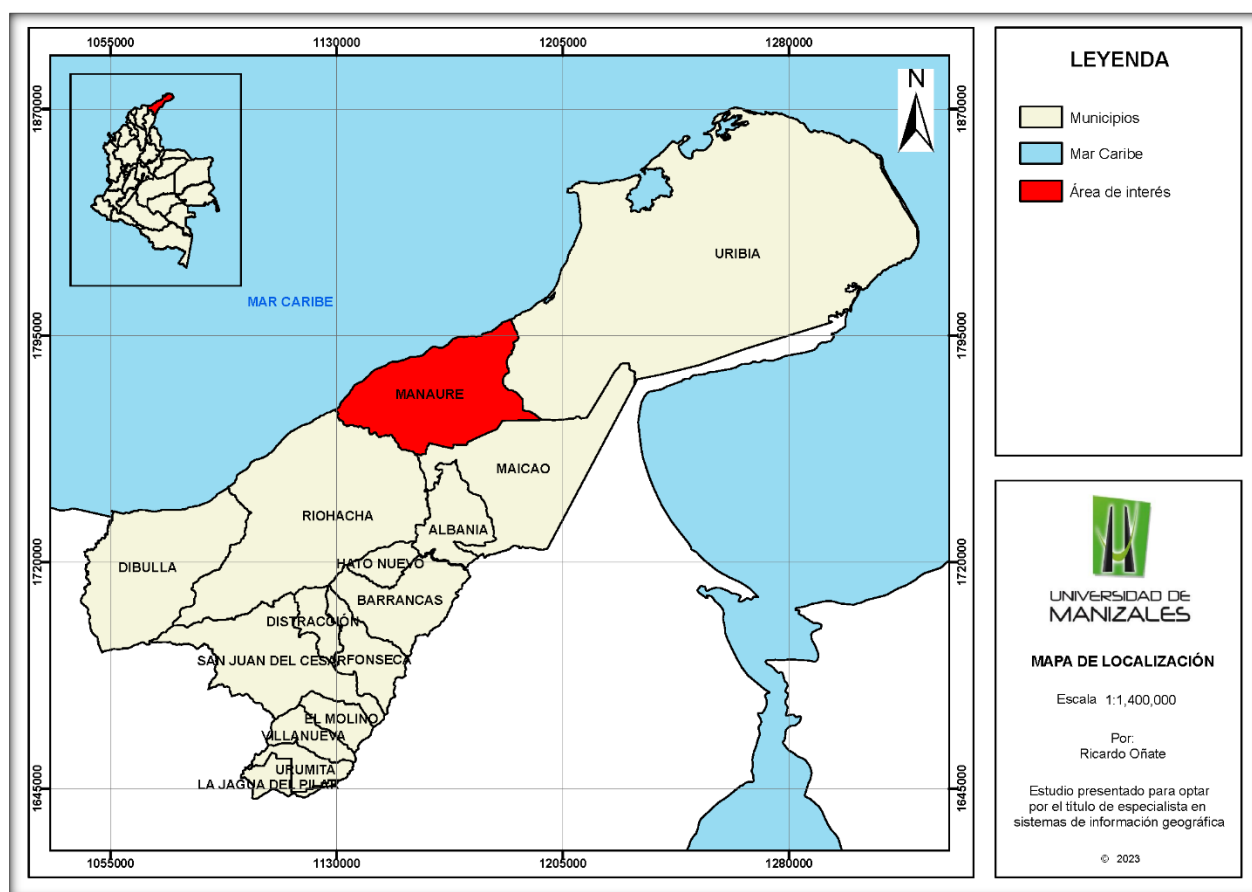 1055000
1130000
1205000
1280000
1870000
1795000
1720000
1645000
N
MAR CARIBE
URIBIA
MANAURE
MAICAO
RIOHACHA
ALBANIA
DIBULLA
HATO NUEVO
BARRANCAS
DISTRACCIÓN
SAN JUAN DEL CESAR
FONSECA
EL MOLINO
VILLANUEVA
URUMITA
LA JAGUA DEL PILAR
1870000
1795000
1720000
1645000
1055000
1130000
1205000
1280000
LEYENDA
Municipios
Mar Caribe
Área de interés
UNIVERSIDAD DE
MANIZALES
MAPA DE LOCALIZACIÓN
Escala 1:1,400,000
Por:
Ricardo Oñate
Estudio presentado para optar
por el título de especialista en
sistemas de información geográfica
© 2023